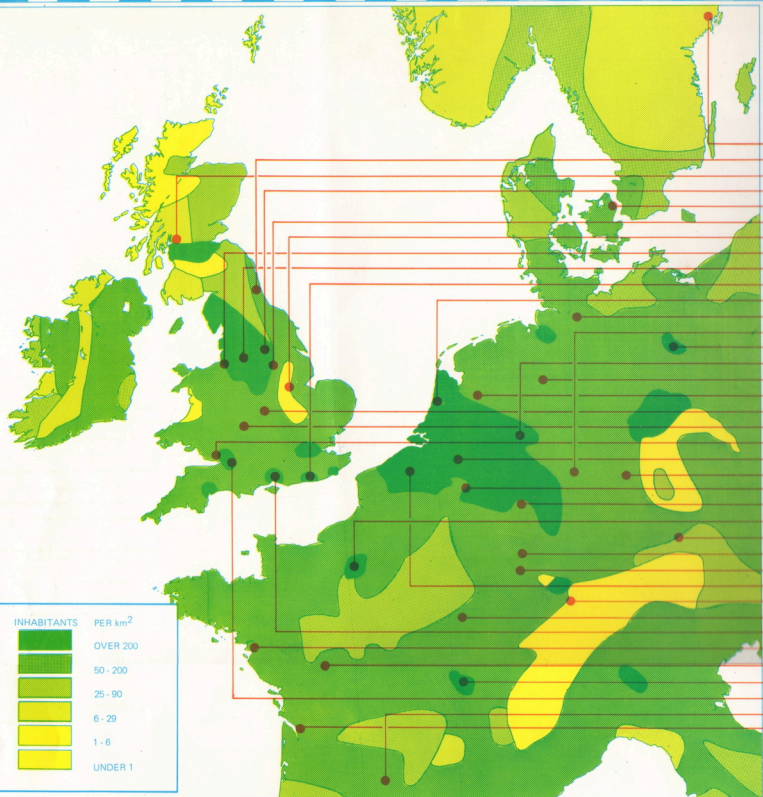 INHABITANTS PER km²
OVER 200
50 - 200
25 - 90
6 - 29
1 - 6
UNDER 1